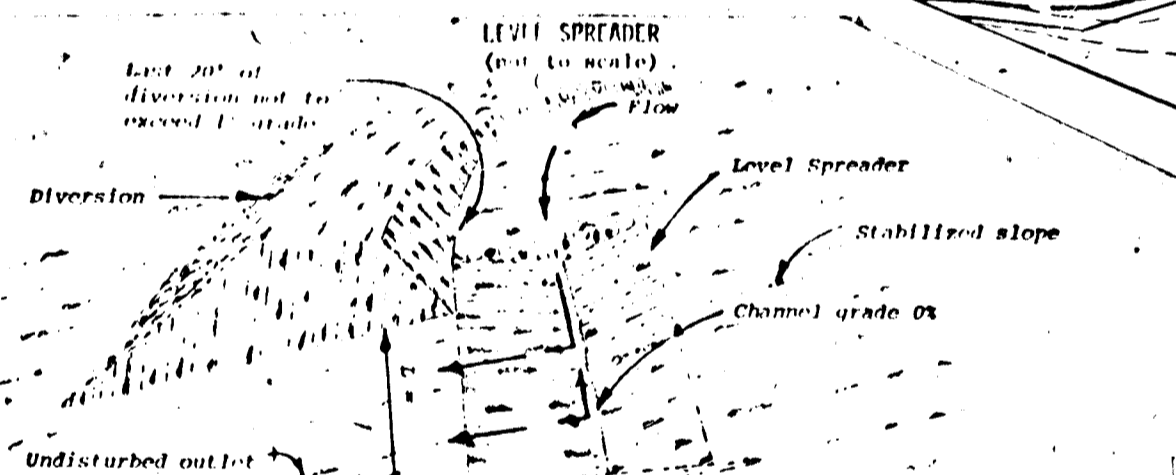 LEVEL SPREADER
(not to scale).
Last 20' of
diversion not to
exceed 1% grade
Flow
Level Spreader
Diversion
Stabilized slope
Channel grade 0%
Undisturbed outlet